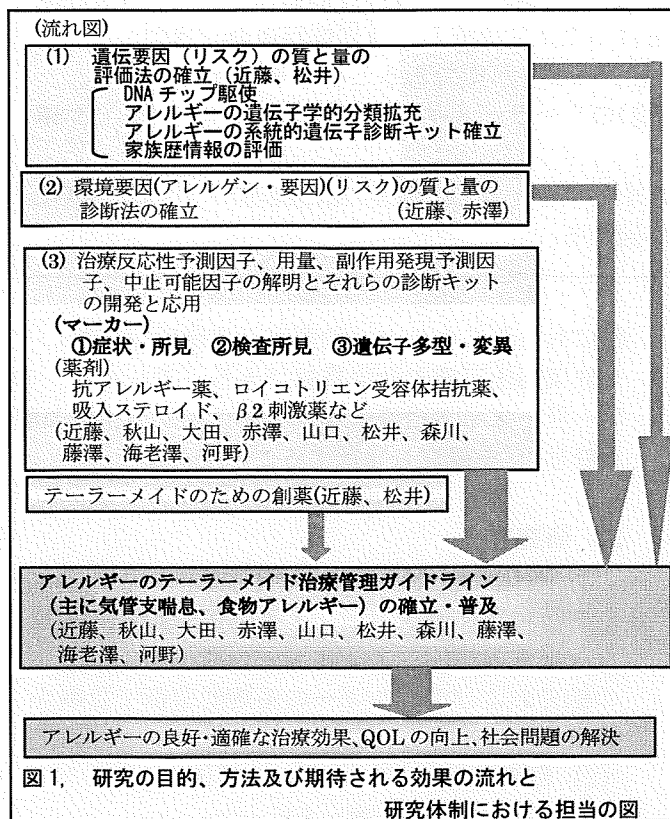 (流れ図)
(1) 遺伝要因（リスク）の質と量の
評価法の確立（近藤、松井）
DNAチップ駆使
アレルギーの遺伝子学的分類拡充
アレルギーの系統的遺伝子診断キット確立
家族歴情報の評価
(2) 環境要因(アレルゲン・要因)(リスク)の質と量の
診断法の確立 (近藤、赤澤)
(3) 治療反応性予測因子、用量、副作用発現予測因
子、中止可能因子の解明とそれらの診断キット
の開発と応用
(マーカー)
①症状・所見 ②検査所見 ③遺伝子多型・変異
(薬剤)
抗アレルギー薬、ロイコトリエン受容体拮抗薬、
吸入ステロイド、β2刺激薬など
(近藤、秋山、大田、赤澤、山口、松井、森川、
藤澤、海老澤、河野)
テーラーメイドのための創薬(近藤、松井)
アレルギーのテーラーメイド治療管理ガイドライン
(主に気管支喘息、食物アレルギー) の確立・普及
(近藤、秋山、大田、赤澤、山口、松井、森川、藤澤、
海老澤、河野)
アレルギーの良好・適確な治療効果、QOLの向上、社会問題の解決
図1, 研究の目的、方法及び期待される効果の流れと
研究体制における担当の図